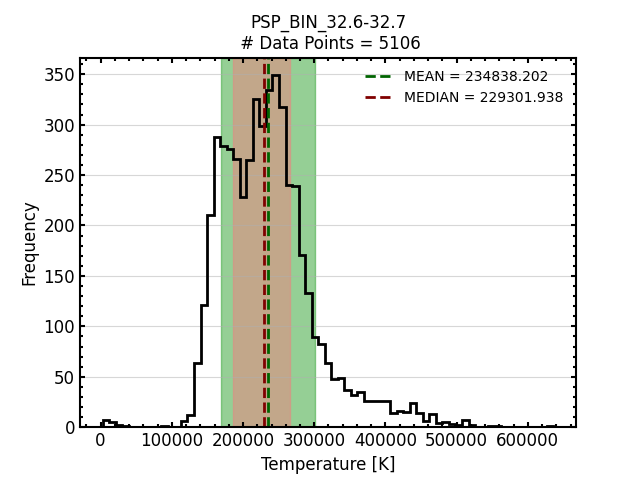 PSP_BIN_32.6-32.7
# Data Points = 5106
MEAN = 234838.202
MEDIAN = 229301.938
Frequency
350
300
250
200
150
100
50
0
0 100000 200000 300000 400000 500000 600000
Temperature [K]